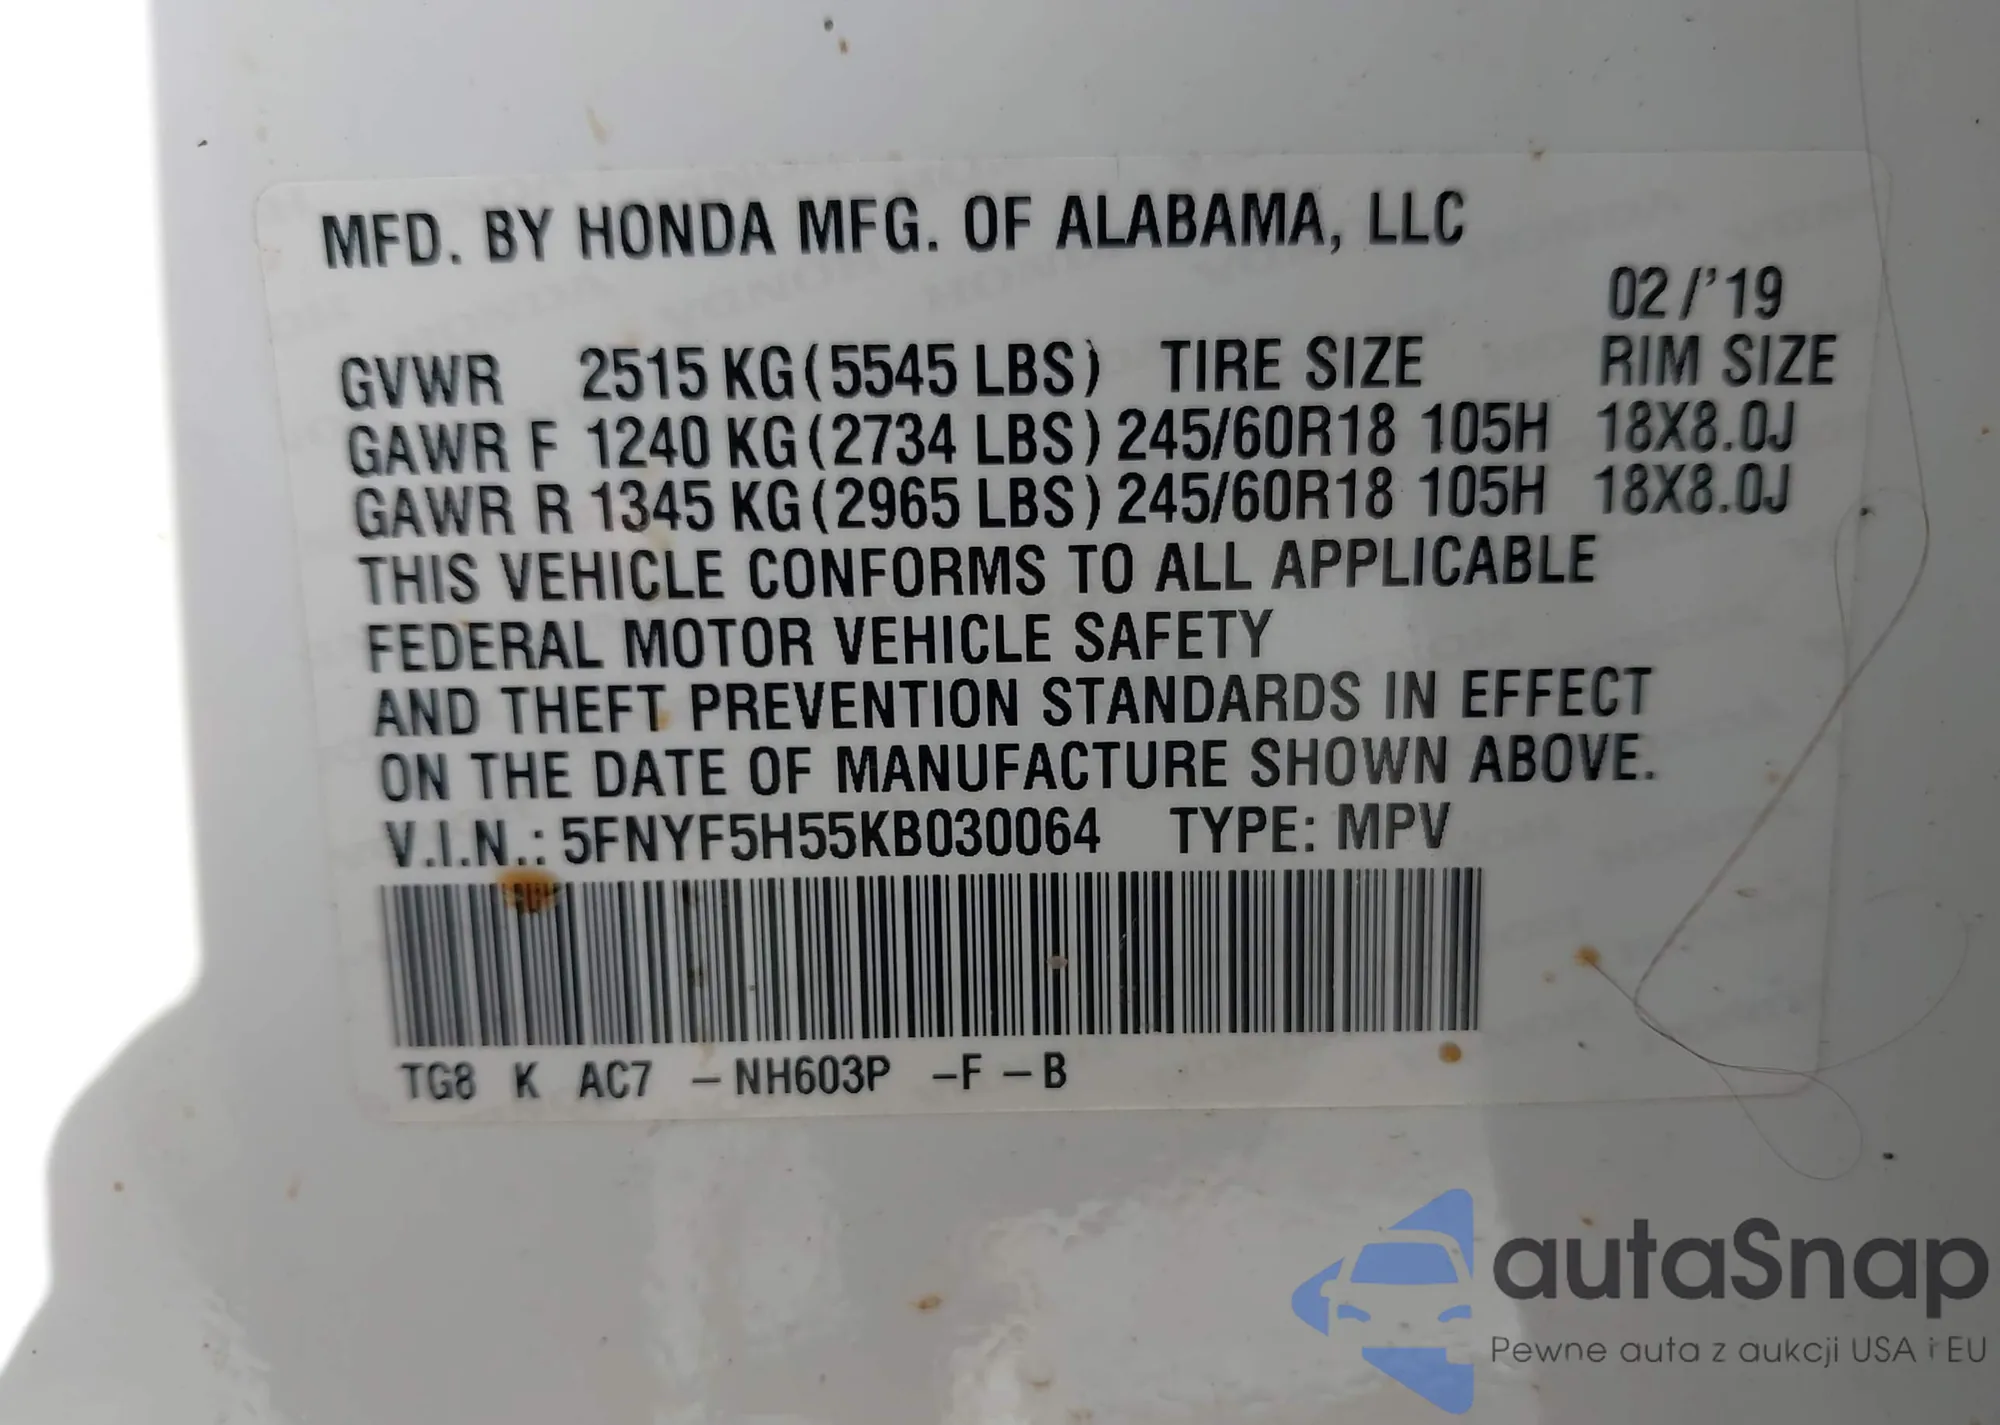 MFD. BY HONDA MFG. OF ALABAMA, LLC
02/'19
GVWR 2515 KG(5545 LBS) TIRE SIZE RIM SIZE
GAWR F 1240 KG(2734 LBS) 245/60R18 105H 18X8.0J
GAWR R 1345 KG(2965 LBS) 245/60R18 105H 18X8.0J
THIS VEHICLE CONFORMS TO ALL APPLICABLE
FEDERAL MOTOR VEHICLE SAFETY
AND THEFT PREVENTION STANDARDS IN EFFECT
ON THE DATE OF MANUFACTURE SHOWN ABOVE.
V.I.N.: 5FNYF5H55KB030064 TYPE: MPV
TG8 K AC7 –NH603P –F –B
autaSnap
Pewne auta z aukcji USA i EU